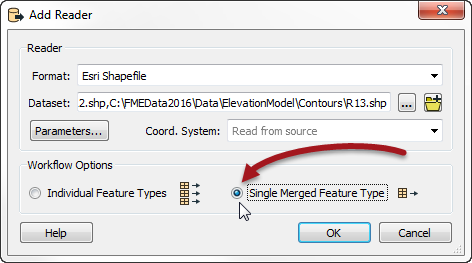 Add Reader
Reader
Format: Esri Shapefile
Dataset: 2.shp,C:\FMEData2016\Data\ElevationModel\Contours\R13.shp ...
Parameters... Coord. System: Read from source
Workflow Options
Individual Feature Types Single Merged Feature Type
Help OK Cancel